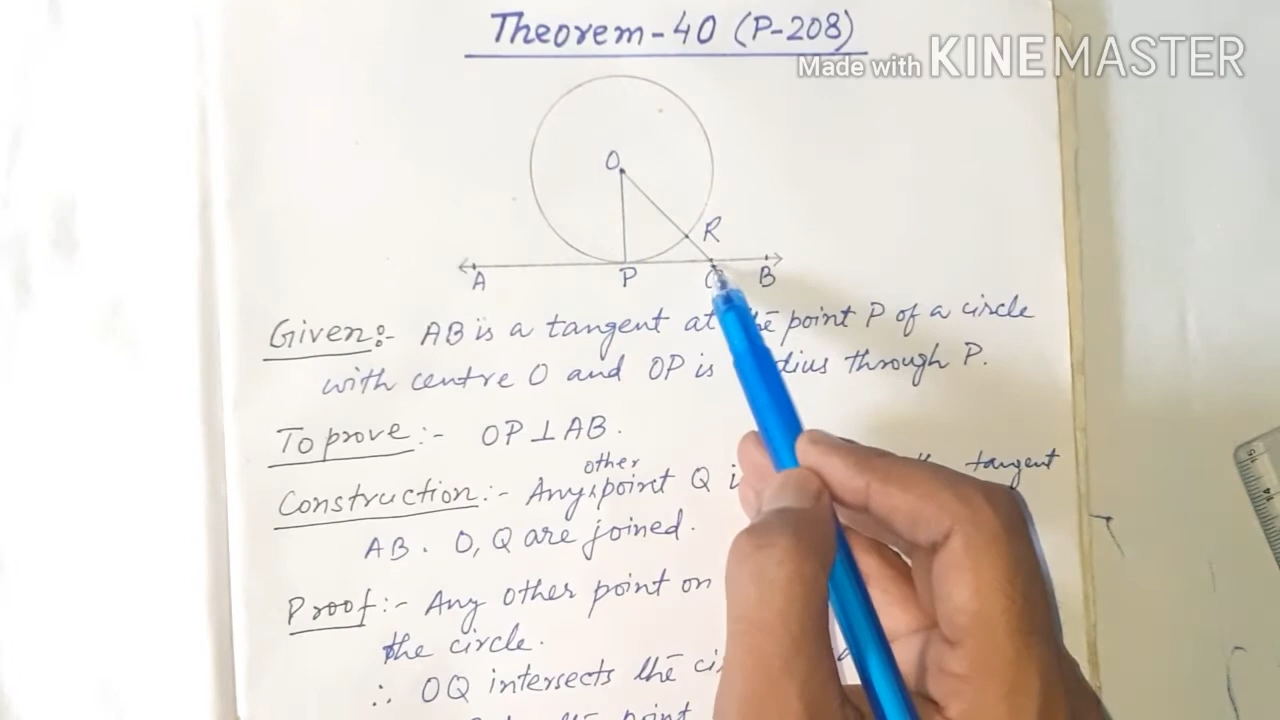 Theorem-40 (P-208)
Made with KINEMASTER
O
R
A P B
Given:- AB is a tangent at the point P of a circle
with centre O and OP is through P.
To prove:- OP⊥AB.
other
Construction:- Any point Q tangent
AB. O, Q are joined.
Proof:- Any other point on
the circle.
∴ OQ intersects the
point